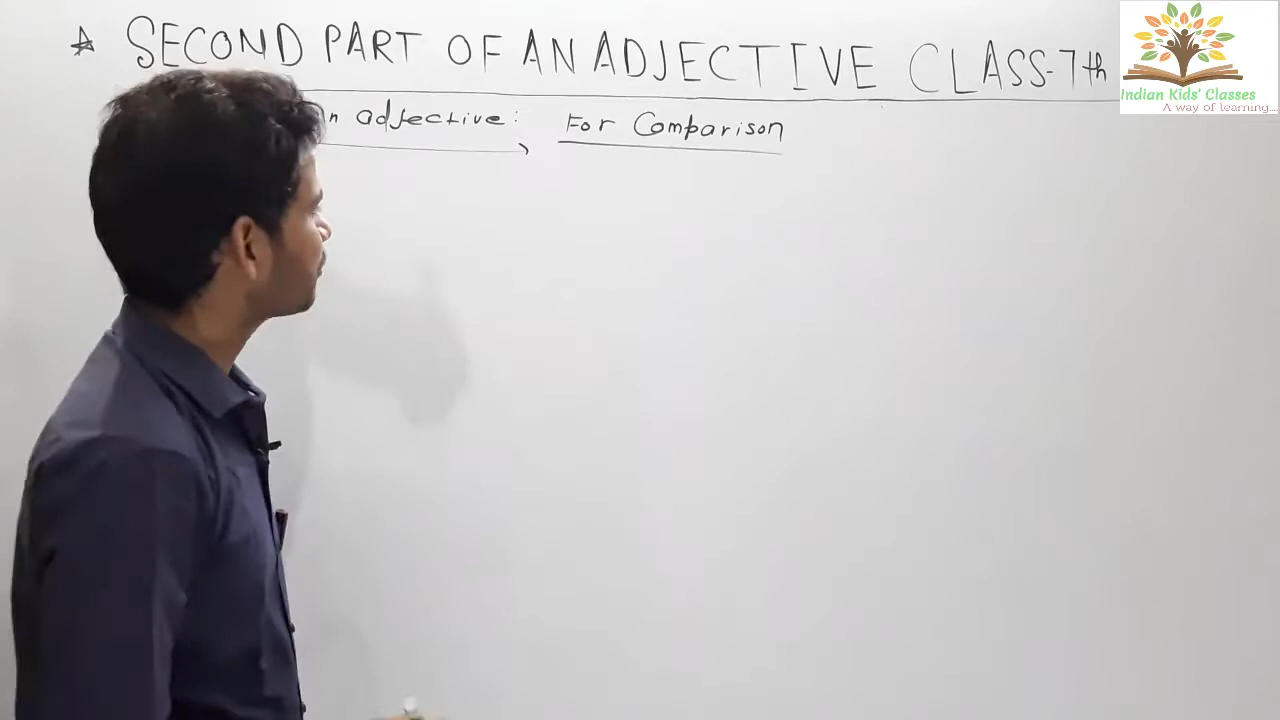 ☆ SECOND PART OF AN ADJECTIVE CLASS-7th
n adjective: For Comparison
Indian Kids' Classes
A way of learning...